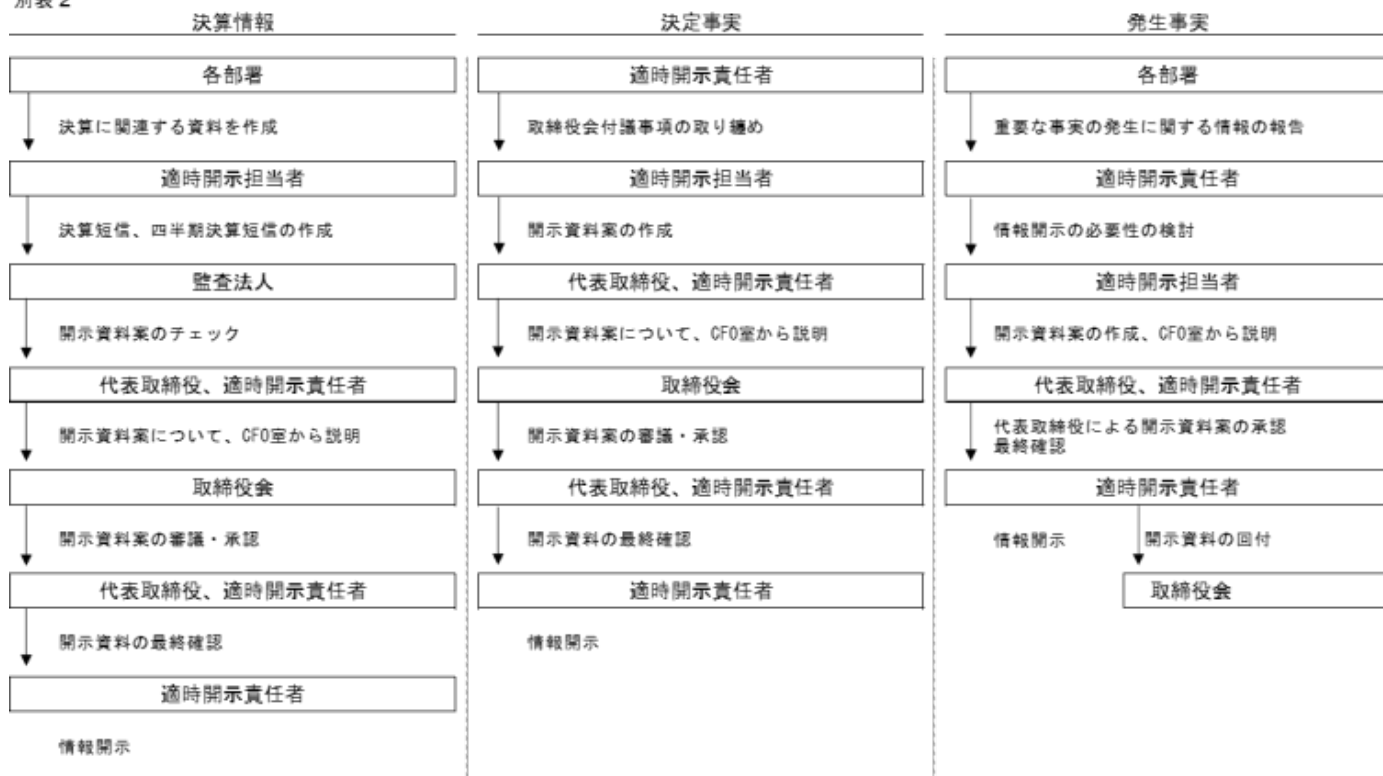 別表2
決算情報
各部署
決算に関連する資料を作成
適時開示担当者
決算短信、四半期決算短信の作成
監査法人
開示資料案のチェック
代表取締役、適時開示責任者
開示資料案について、CFO室から説明
取締役会
開示資料案の審議・承認
代表取締役、適時開示責任者
開示資料の最終確認
適時開示責任者
情報開示
決定事実
適時開示責任者
取締役会付議事項の取り纏め
適時開示担当者
開示資料案の作成
代表取締役、適時開示責任者
開示資料案について、CFO室から説明
取締役会
開示資料案の審議・承認
代表取締役、適時開示責任者
開示資料の最終確認
適時開示責任者
情報開示
発生事実
各部署
重要な事実の発生に関する情報の報告
適時開示責任者
情報開示の必要性の検討
適時開示担当者
開示資料案の作成、CFO室から説明
代表取締役、適時開示責任者
代表取締役による開示資料案の承認
最終確認
適時開示責任者
情報開示
開示資料の回付
取締役会